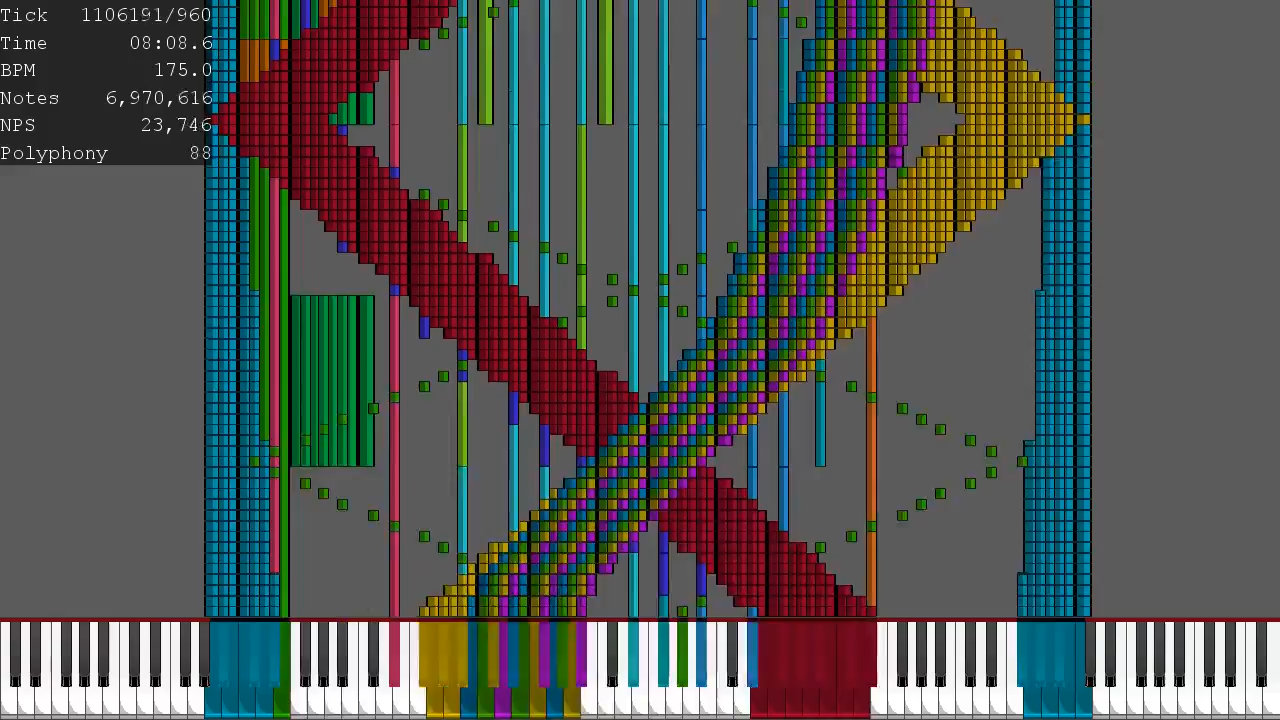 Tick 1106191/960
Time 08:08.6
BPM 175.0
Notes 6,970,616
NPS 23,746
Polyphony 88